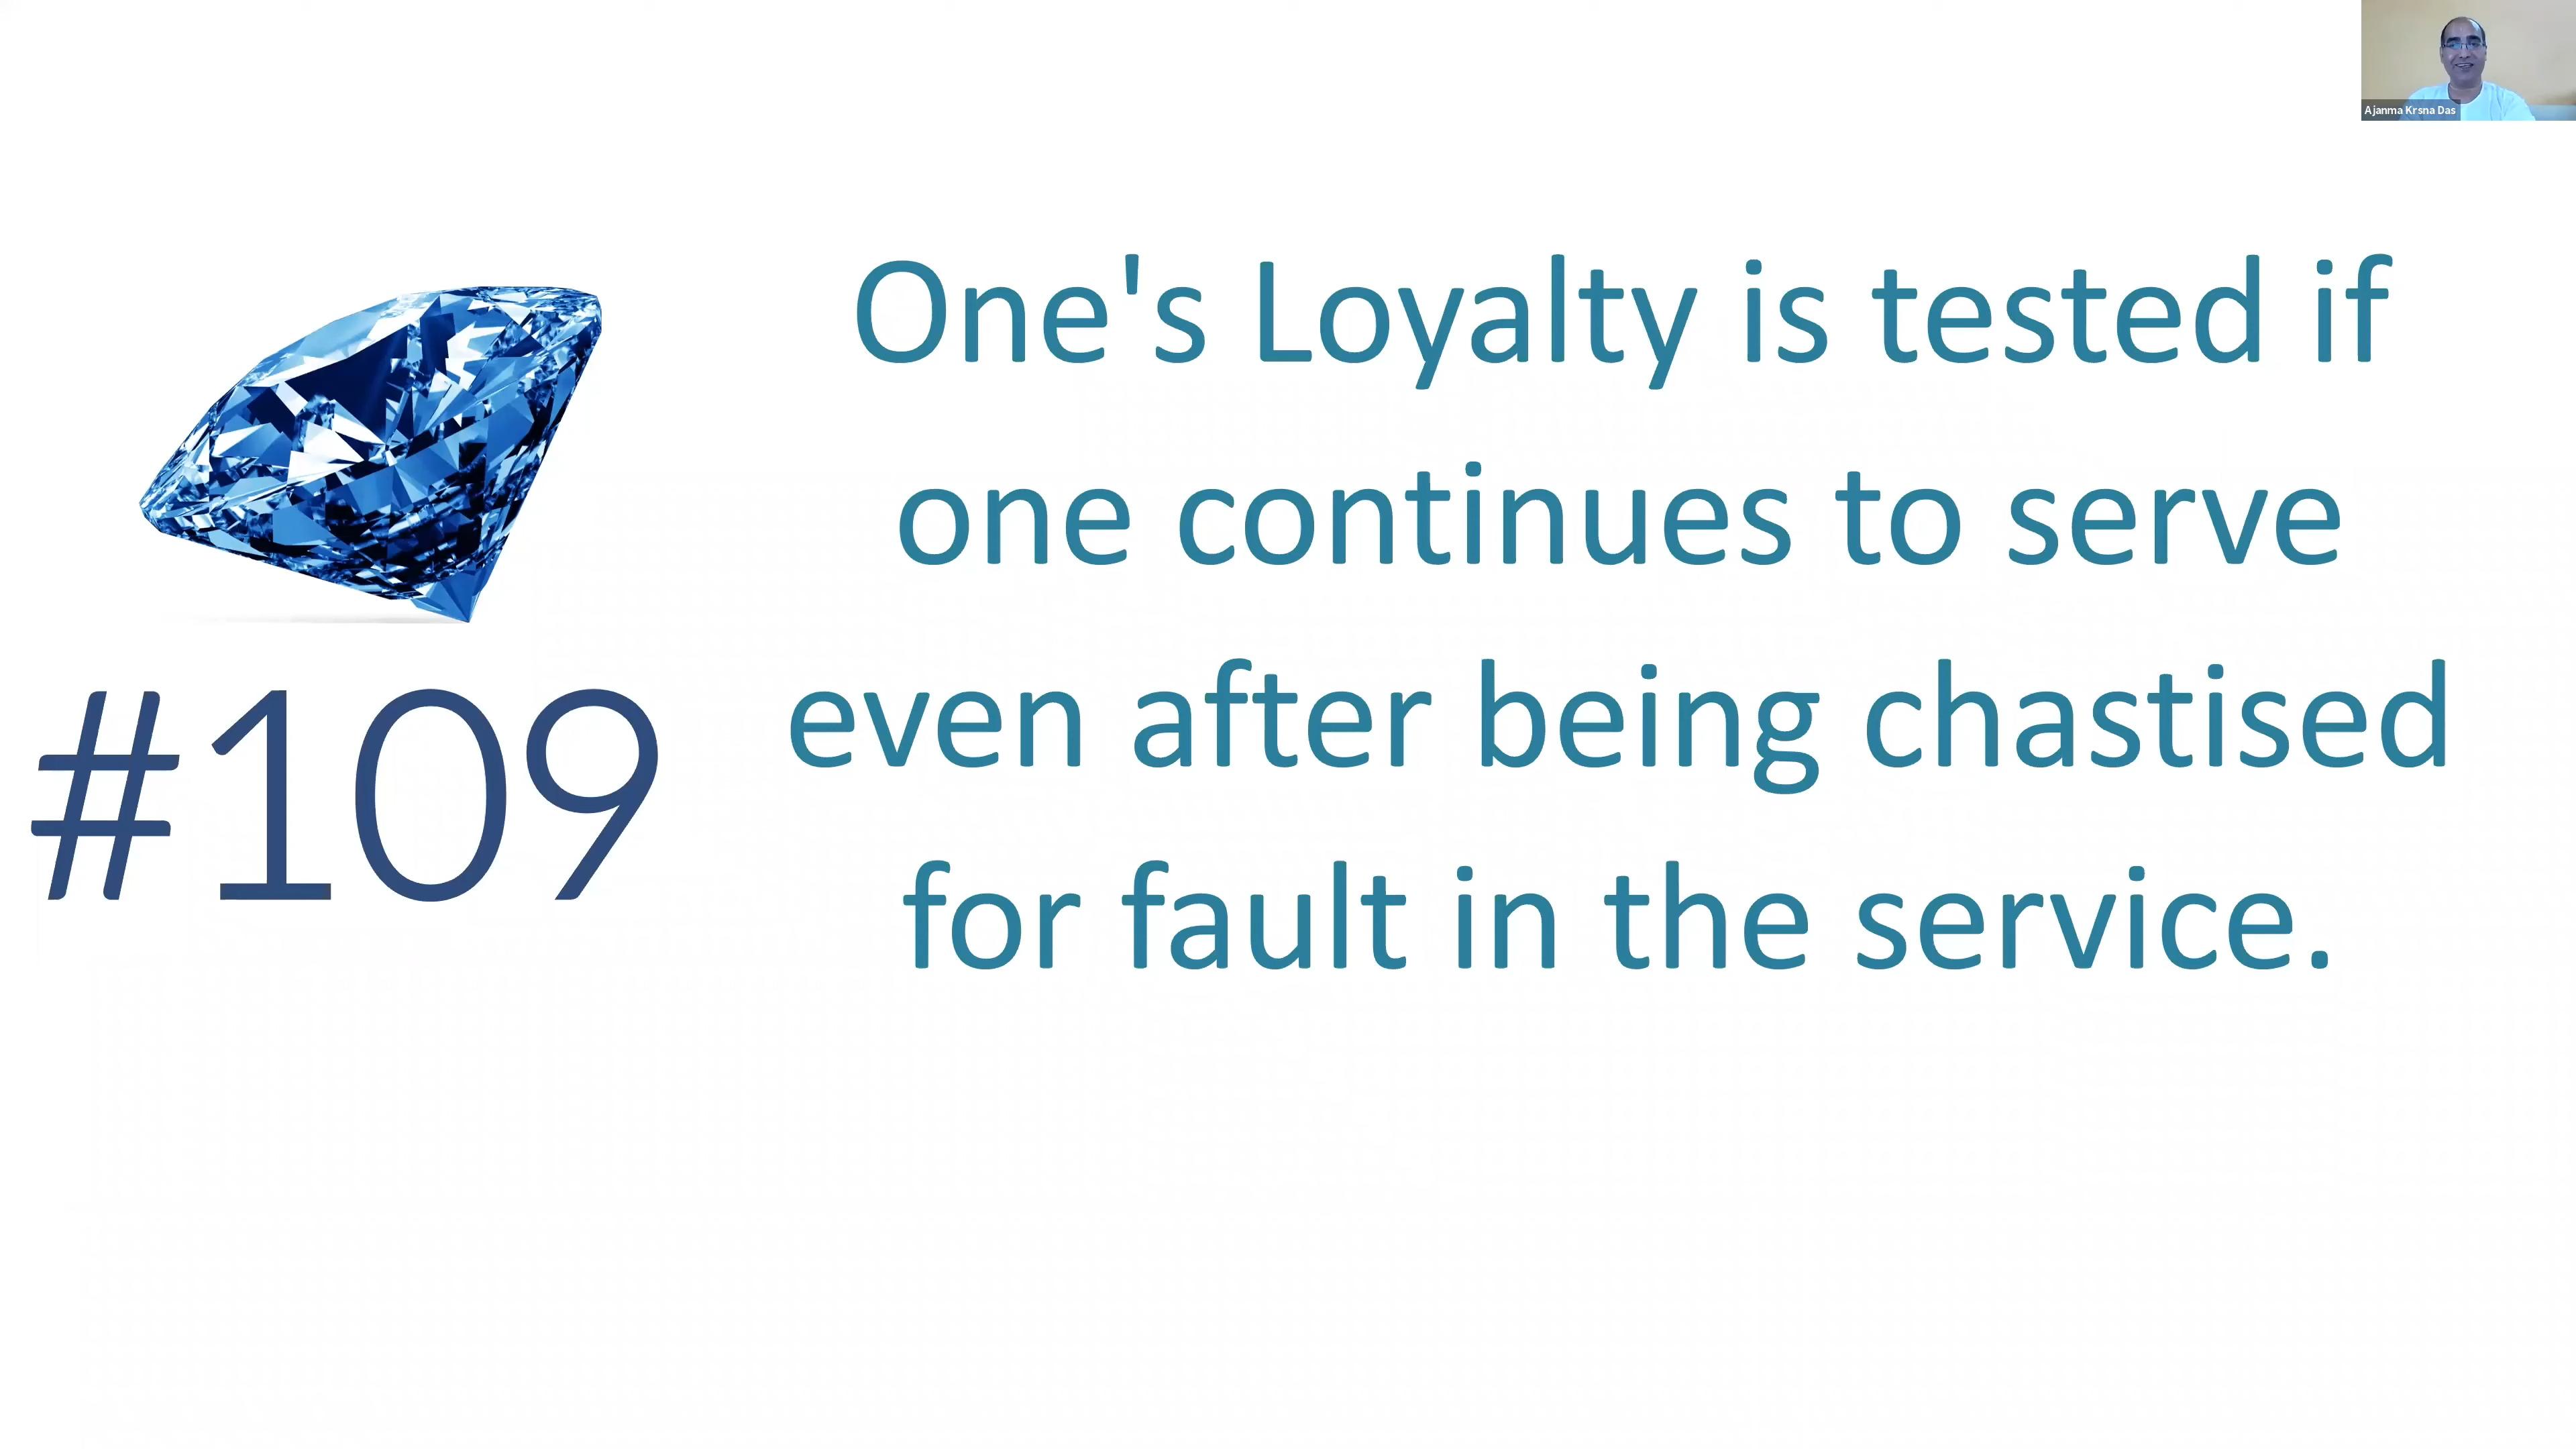 Ajanma Krsna Das
#109
One's Loyalty is tested if
one continues to serve
even after being chastised
for fault in the service.